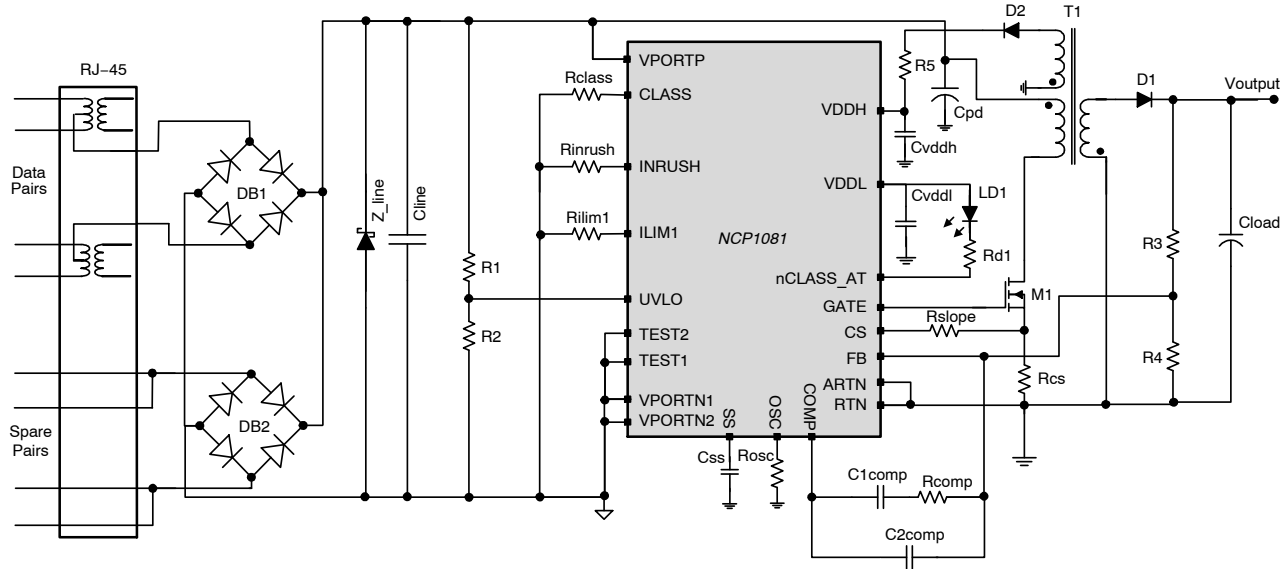 RJ−45
Data
Pairs
Spare
Pairs
DB1
DB2
Z_line
Cline
R1
R2
Rclass
Rinrush
Rilim1
VPORTP
CLASS
INRUSH
ILIM1
UVLO
TEST2
TEST1
VPORTN1
VPORTN2
NCP1081
SS
OSC
COMP
VDDH
VDDL
nCLASS_AT
GATE
CS
FB
ARTN
RTN
Css
Rosc
C1comp
Rcomp
C2comp
R5
D2
T1
Cpd
Cvddh
Cvddl
LD1
Rd1
M1
Rslope
Rcs
D1
Voutput
R3
R4
Cload